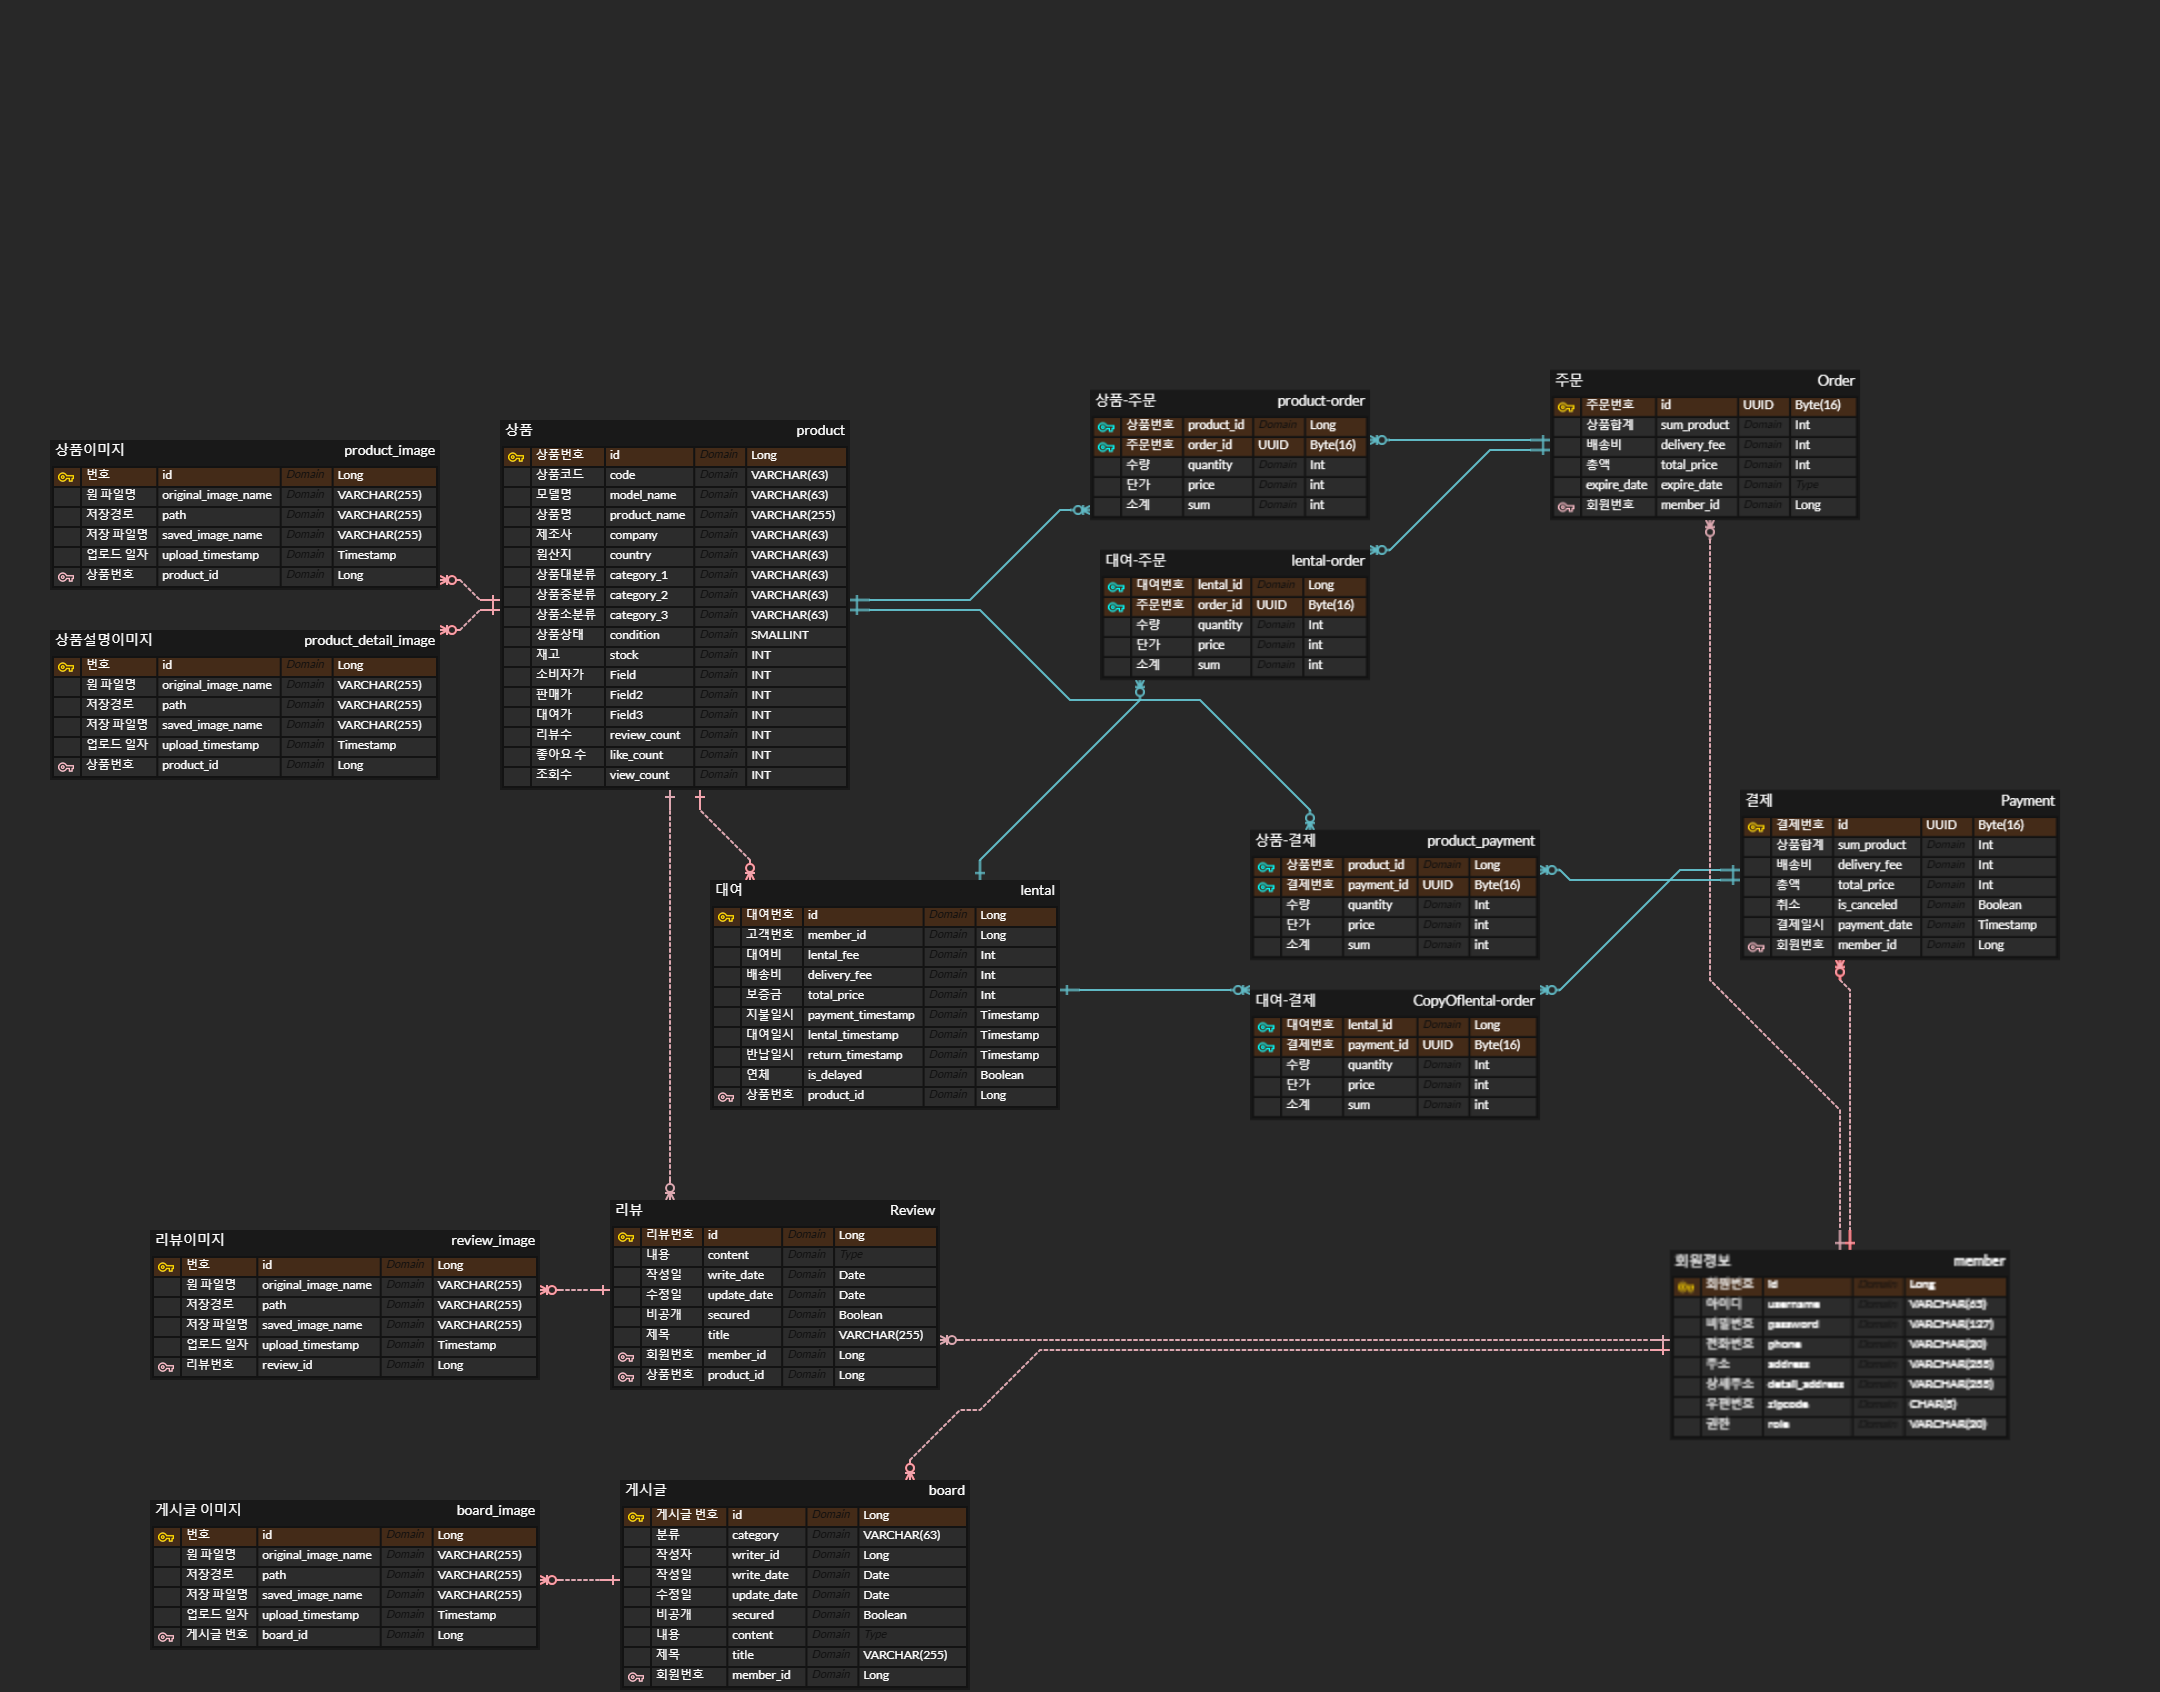 주문 Order
주문번호 id UUID Byte(16)
상품합계 sum_product Domain Int
배송비 delivery_fee Domain Int
총액 total_price Domain Int
expire_date expire_date Domain Type
회원번호 member_id Domain Long
상품-주문 product-order
상품번호 product_id Domain Long
주문번호 order_id UUID Byte(16)
수량 quantity Domain Int
단가 price Domain int
소계 sum Domain int
상품 product
상품번호 id Domain Long
상품코드 code Domain VARCHAR(63)
모델명 model_name Domain VARCHAR(63)
상품명 product_name Domain VARCHAR(255)
제조사 company Domain VARCHAR(63)
원산지 country Domain VARCHAR(63)
상품대분류 category_1 Domain VARCHAR(63)
상품중분류 category_2 Domain VARCHAR(63)
상품소분류 category_3 Domain VARCHAR(63)
상품상태 condition Domain SMALLINT
재고 stock Domain INT
소비자가 Field Domain INT
판매가 Field2 Domain INT
대여가 Field3 Domain INT
리뷰수 review_count Domain INT
좋아요 수 like_count Domain INT
조회수 view_count Domain INT
상품이미지 product_image
번호 id Domain Long
원 파일명 original_image_name Domain VARCHAR(255)
저장경로 path Domain VARCHAR(255)
저장 파일명 saved_image_name Domain VARCHAR(255)
업로드 일자 upload_timestamp Domain Timestamp
상품번호 product_id Domain Long
대여-주문 lental-order
대여번호 lental_id Domain Long
주문번호 order_id UUID Byte(16)
수량 quantity Domain Int
단가 price Domain int
소계 sum Domain int
상품설명이미지 product_detail_image
번호 id Domain Long
원 파일명 original_image_name Domain VARCHAR(255)
저장경로 path Domain VARCHAR(255)
저장 파일명 saved_image_name Domain VARCHAR(255)
업로드 일자 upload_timestamp Domain Timestamp
상품번호 product_id Domain Long
결제 Payment
결제번호 id UUID Byte(16)
상품합계 sum_product Domain Int
배송비 delivery_fee Domain Int
총액 total_price Domain Int
취소 is_canceled Domain Boolean
결제일시 payment_date Domain Timestamp
회원번호 member_id Domain Long
상품-결제 product_payment
상품번호 product_id Domain Long
결제번호 payment_id UUID Byte(16)
수량 quantity Domain Int
단가 price Domain int
소계 sum Domain int
대여 lental
대여번호 id Domain Long
고객번호 member_id Domain Long
대여비 lental_fee Domain Int
배송비 delivery_fee Domain Int
보증금 total_price Domain Int
지불일시 payment_timestamp Domain Timestamp
대여일시 lental_timestamp Domain Timestamp
반납일시 return_timestamp Domain Timestamp
연체 is_delayed Domain Boolean
상품번호 product_id Domain Long
대여-결제 CopyOflental-order
대여번호 lental_id Domain Long
결제번호 payment_id UUID Byte(16)
수량 quantity Domain Int
단가 price Domain int
소계 sum Domain int
리뷰 Review
리뷰번호 id Domain Long
내용 content Domain Type
작성일 write_date Domain Date
수정일 update_date Domain Date
비공개 secured Domain Boolean
제목 title Domain VARCHAR(255)
회원번호 member_id Domain Long
상품번호 product_id Domain Long
리뷰이미지 review_image
번호 id Domain Long
원 파일명 original_image_name Domain VARCHAR(255)
저장경로 path Domain VARCHAR(255)
저장 파일명 saved_image_name Domain VARCHAR(255)
업로드 일자 upload_timestamp Domain Timestamp
리뷰번호 review_id Domain Long
회원정보 member
회원번호 id Domain Long
아이디 username Domain VARCHAR(63)
비밀번호 password Domain VARCHAR(127)
전화번호 phone Domain VARCHAR(20)
주소 address Domain VARCHAR(255)
상세주소 detail_address Domain VARCHAR(255)
우편번호 zipcode Domain CHAR(5)
권한 role Domain VARCHAR(20)
게시글 board
게시글 번호 id Domain Long
분류 category Domain VARCHAR(63)
작성자 writer_id Domain Long
작성일 write_date Domain Date
수정일 update_date Domain Date
비공개 secured Domain Boolean
내용 content Domain Type
제목 title Domain VARCHAR(255)
회원번호 member_id Domain Long
게시글 이미지 board_image
번호 id Domain Long
원 파일명 original_image_name Domain VARCHAR(255)
저장경로 path Domain VARCHAR(255)
저장 파일명 saved_image_name Domain VARCHAR(255)
업로드 일자 upload_timestamp Domain Timestamp
게시글 번호 board_id Domain Long